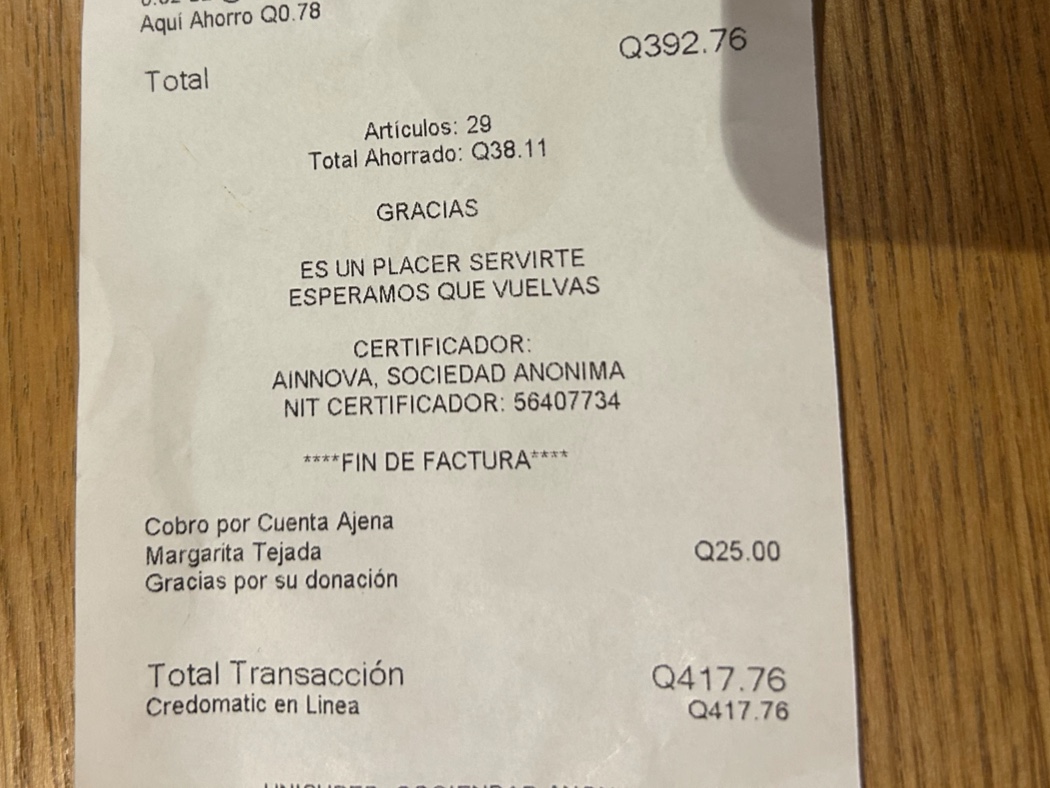 Aquí Ahorro Q0.78
Total Q392.76
Artículos: 29
Total Ahorrado: Q38.11
GRACIAS
ES UN PLACER SERVIRTE
ESPERAMOS QUE VUELVAS
CERTIFICADOR:
AINNOVA, SOCIEDAD ANONIMA
NIT CERTIFICADOR: 56407734
****FIN DE FACTURA****
Cobro por Cuenta Ajena
Margarita Tejada Q25.00
Gracias por su donación
Total Transacción Q417.76
Credomatic en Linea Q417.76